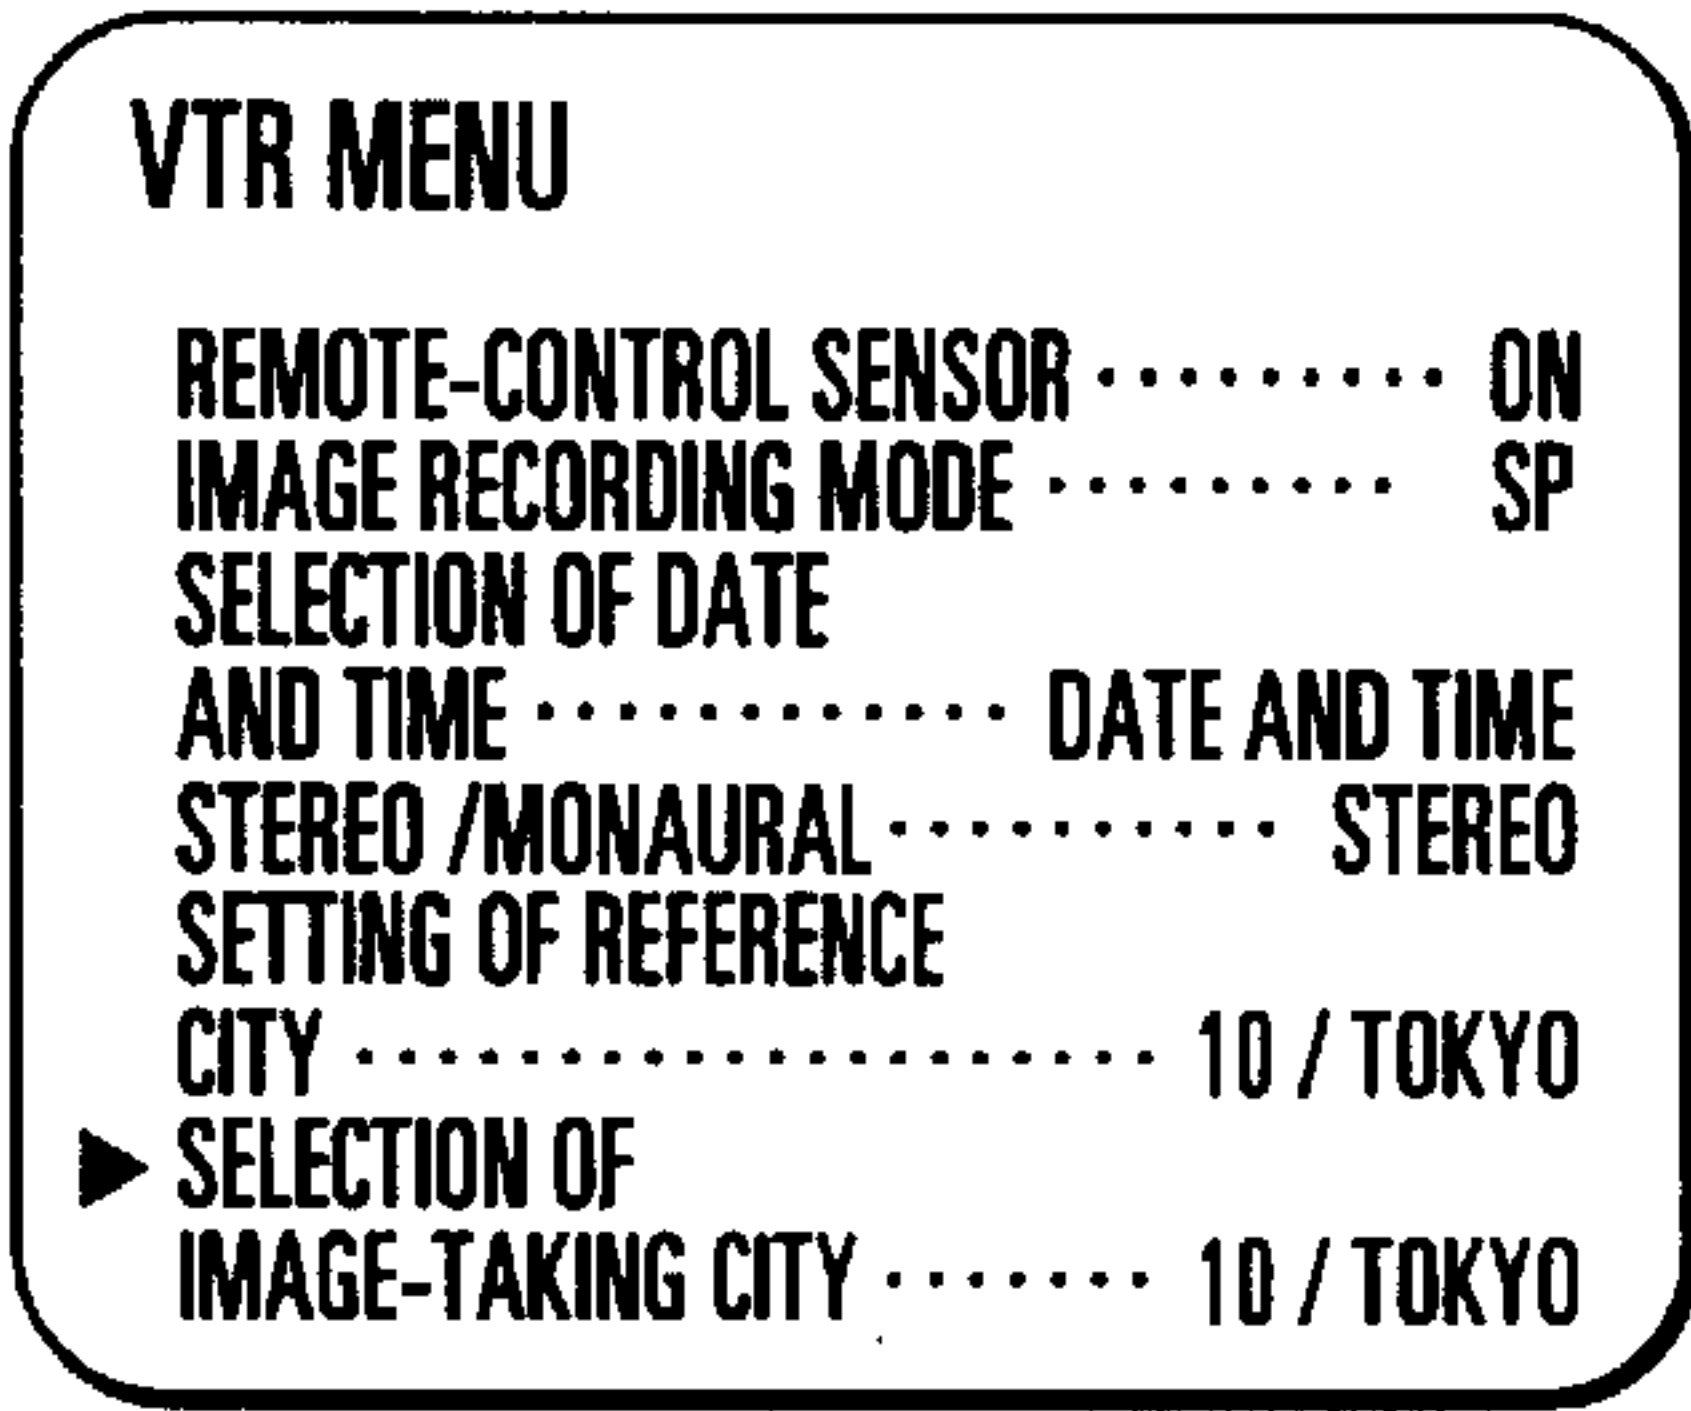 VTR MENU
REMOTE-CONTROL SENSOR ········· ON
IMAGE RECORDING MODE ········· SP
SELECTION OF DATE
AND TIME ············ DATE AND TIME
STEREO /MONAURAL ·········· STEREO
SETTING OF REFERENCE
CITY ···················· 10 / TOKYO
▶ SELECTION OF
IMAGE-TAKING CITY ······· 10 / TOKYO